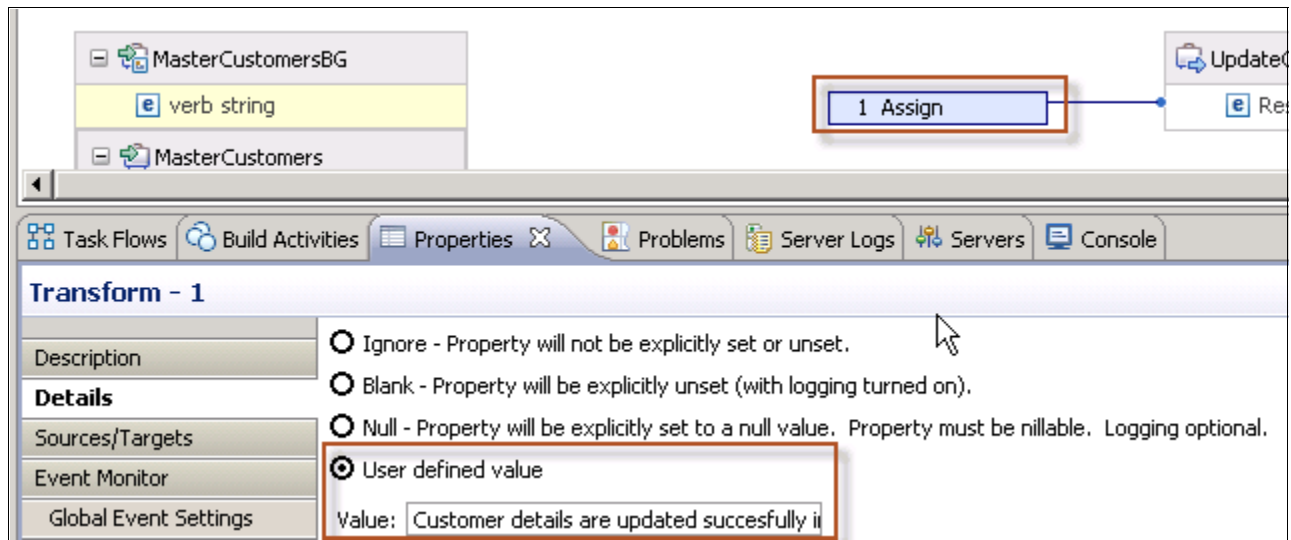 MasterCustomersBG
UpdateC
e verb string
1 Assign
e Res
MasterCustomers
Task Flows Build Activities Properties Problems Server Logs Servers Console
Transform - 1
Ignore - Property will not be explicitly set or unset.
Description
Blank - Property will be explicitly unset (with logging turned on).
Details
Null - Property will be explicitly set to a null value. Property must be nillable. Logging optional.
Sources/Targets
User defined value
Event Monitor
Global Event Settings
Value: Customer details are updated succesfully i